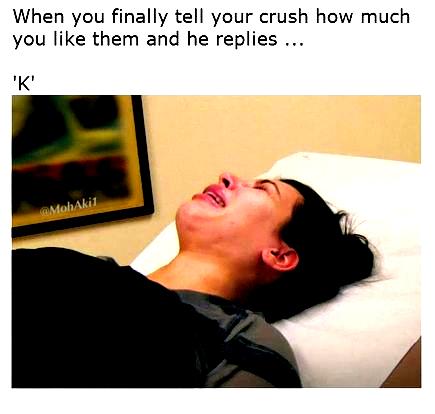 When you finally tell your crush how much
you like them and he replies ...
'K'
@MohAki1